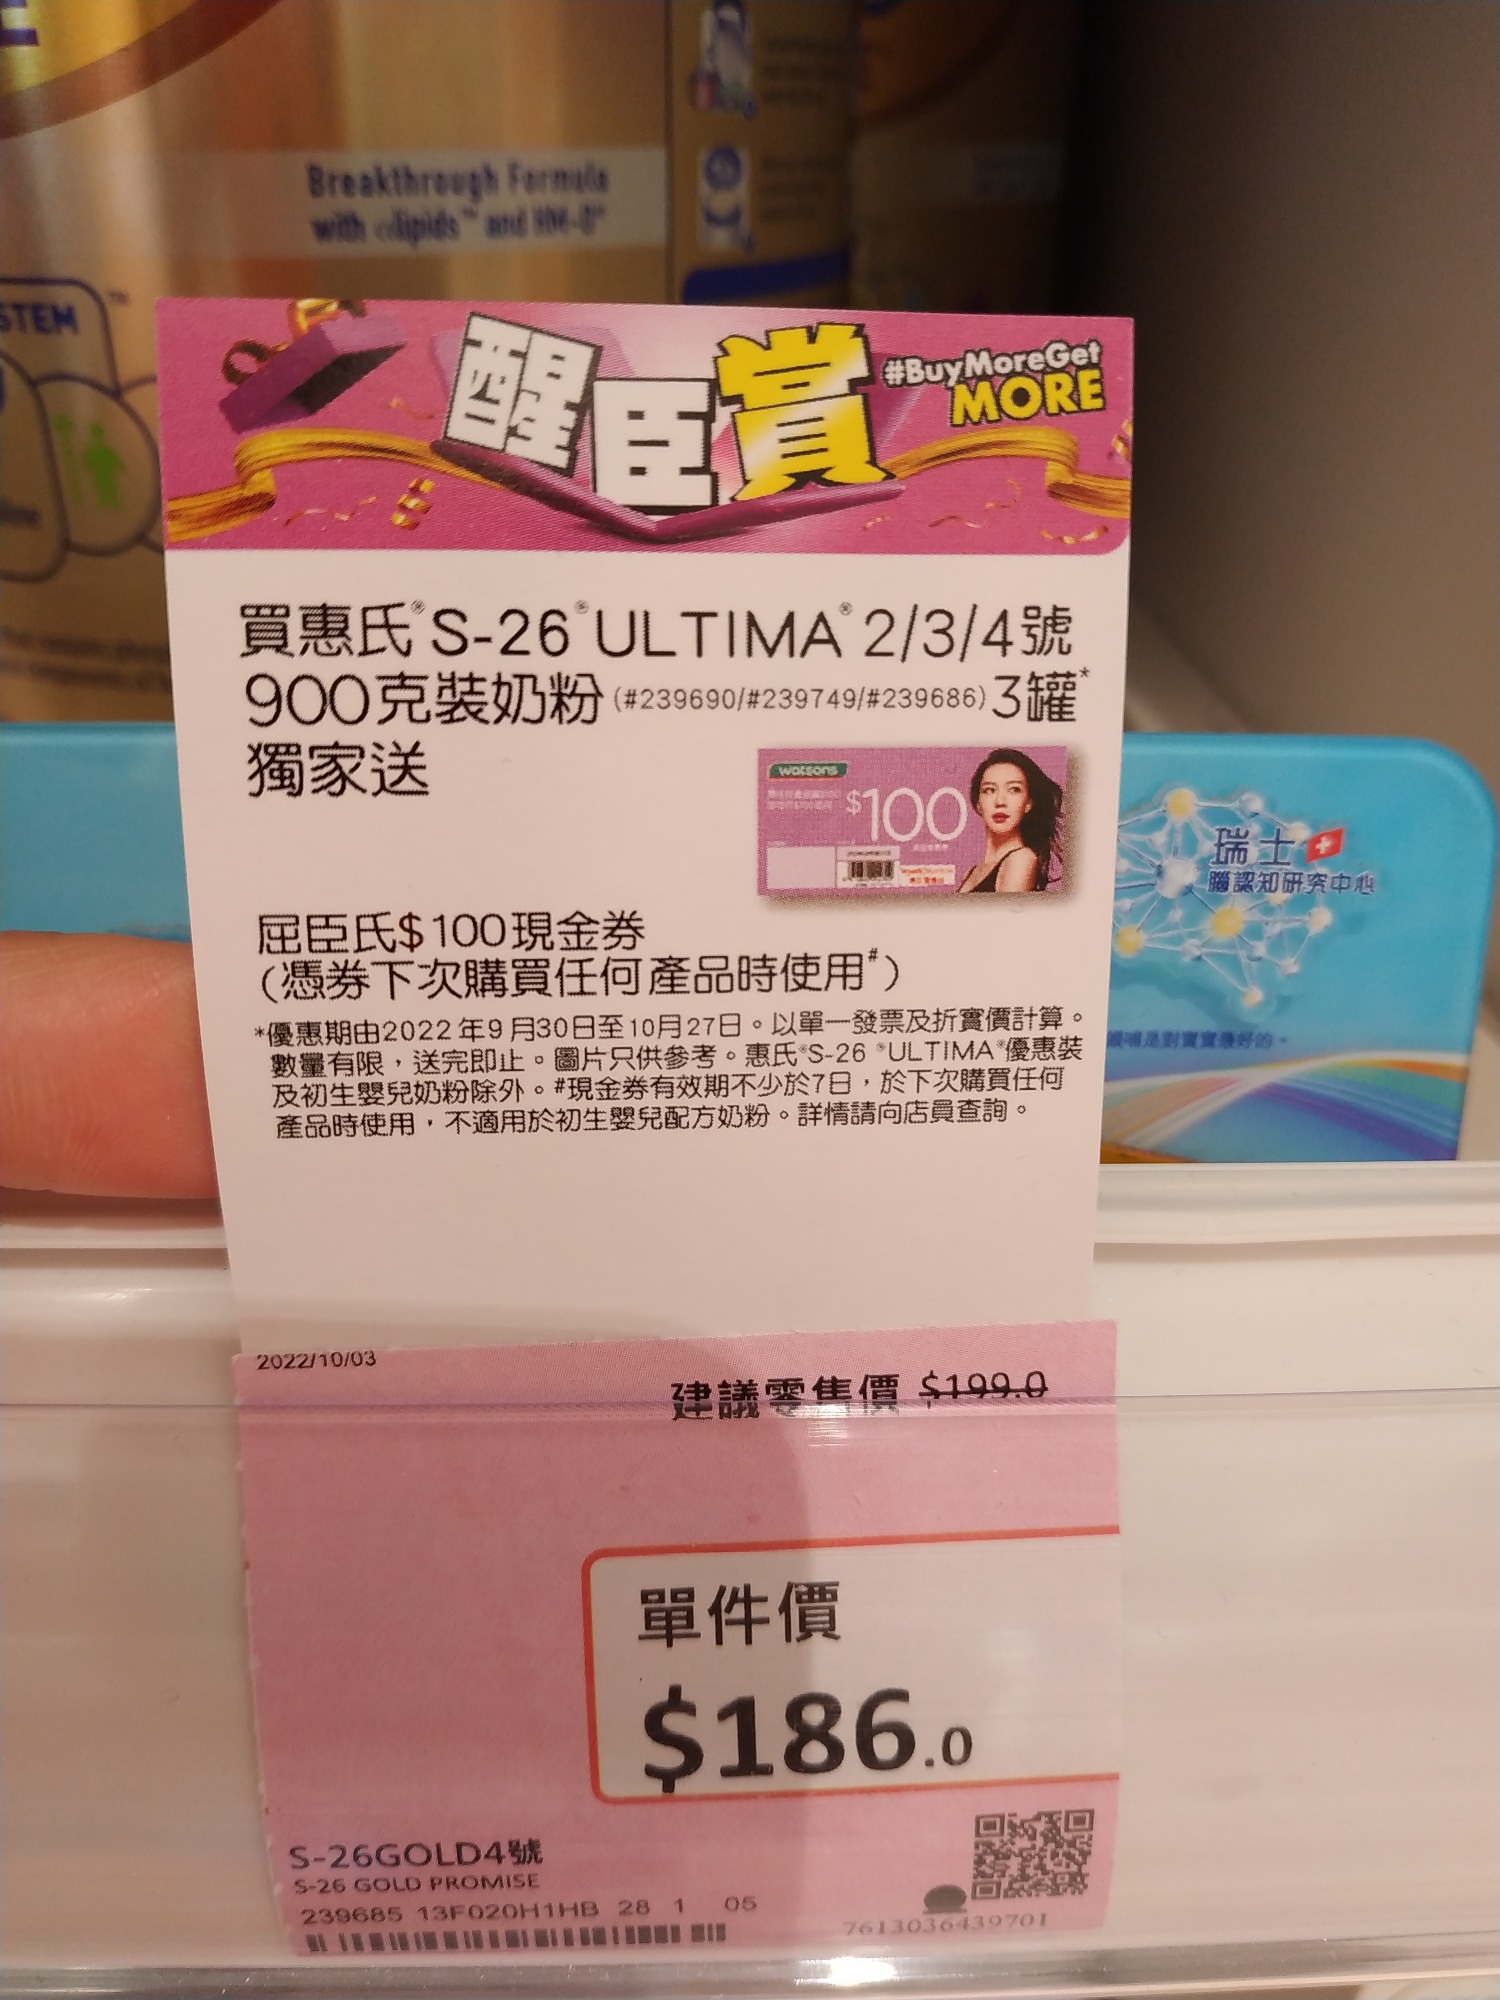 Breakthrough Formula
STEM™
醒臣賞
#BuyMoreGet
MORE
買惠氏®S-26®ULTIMA®2/3/4號
900克裝奶粉(#239690/#239749/#239686)3罐*
獨家送
watsons
$100
屈臣氏$100現金券
(憑券下次購買任何產品時使用#)
*優惠期由2022年9月30日至10月27日。以單一發票及折實價計算。
數量有限，送完即止。圖片只供參考。惠氏®S-26®ULTIMA®優惠裝
及初生嬰兒奶粉除外。#現金券有效期不少於7日，於下次購買任何
產品時使用，不適用於初生嬰兒配方奶粉。詳情請向店員查詢。
瑞士
腦認知研究中心
是對寶寶最好的。
2022/10/03
建議零售價 $199.0
單件價
$186.0
S-26GOLD4號
S-26 GOLD PROMISE
239685 13F020H1HB 28 1 05
7613036439701